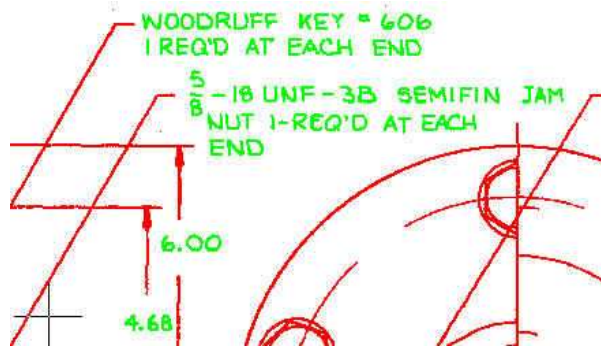 WOODRUFF KEY = 606
1 REQ'D AT EACH END
5/8-18 UNF-3B SEMIFIN JAM
NUT 1-REQ'D AT EACH
END
6.00
4.68